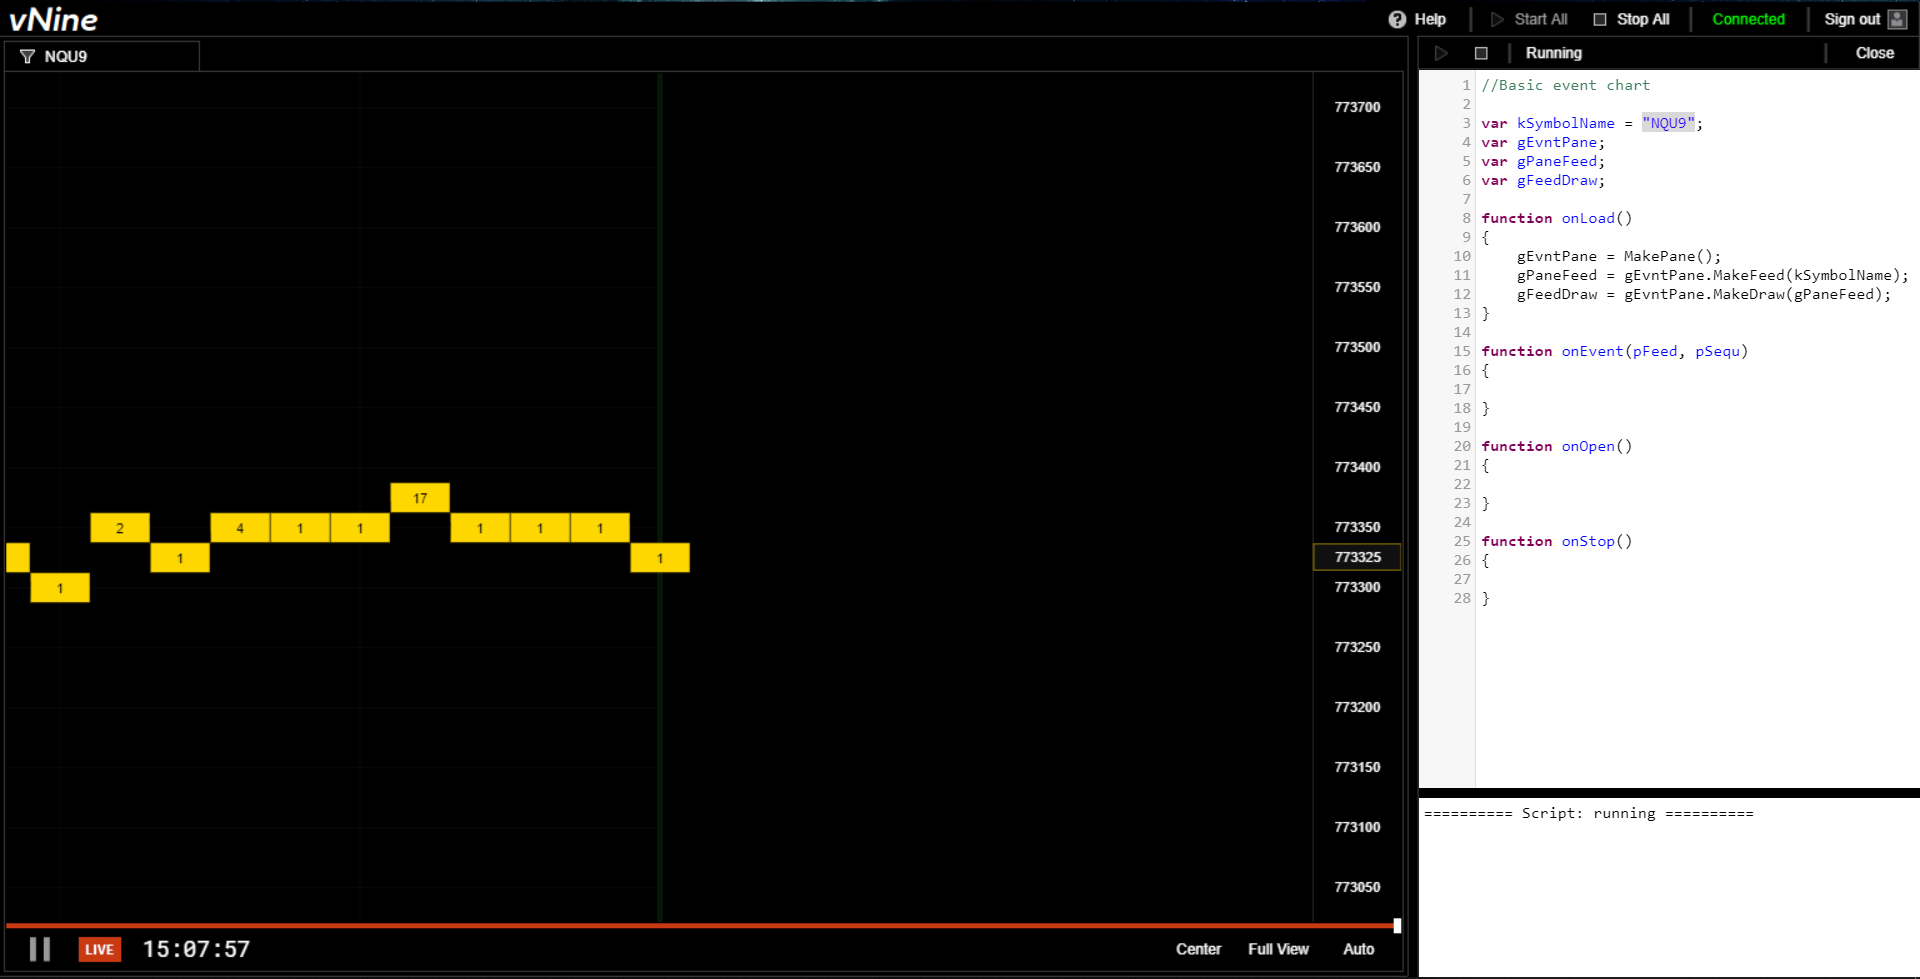 vNine
Help
Start All
Stop All
Connected
Sign out
NQU9
Running
Close
773700
773650
773600
773550
773500
773450
773400
773350
773325
773300
773250
773200
773150
773100
773050
17
2
4
1
1
1
1
1
1
1
1
LIVE
15:07:57
Center
Full View
Auto
1 //Basic event chart
2
3 var kSymbolName = "NQU9";
4 var gEvntPane;
5 var gPaneFeed;
6 var gFeedDraw;
7
8 function onLoad()
9 {
10 gEvntPane = MakePane();
11 gPaneFeed = gEvntPane.MakeFeed(kSymbolName);
12 gFeedDraw = gEvntPane.MakeDraw(gPaneFeed);
13 }
14
15 function onEvent(pFeed, pSequ)
16 {
17
18 }
19
20 function onOpen()
21 {
22
23 }
24
25 function onStop()
26 {
27
28 }
========== Script: running ==========